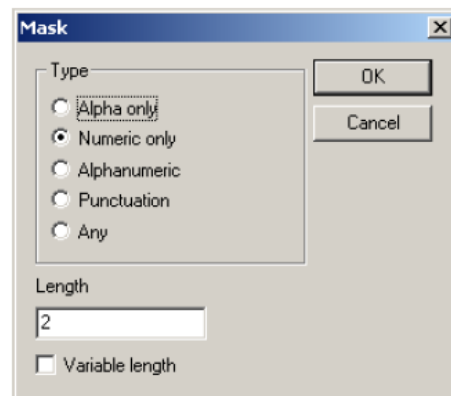 Mask
Type
Alpha only
Numeric only
Alphanumeric
Punctuation
Any
OK
Cancel
Length
2
Variable length